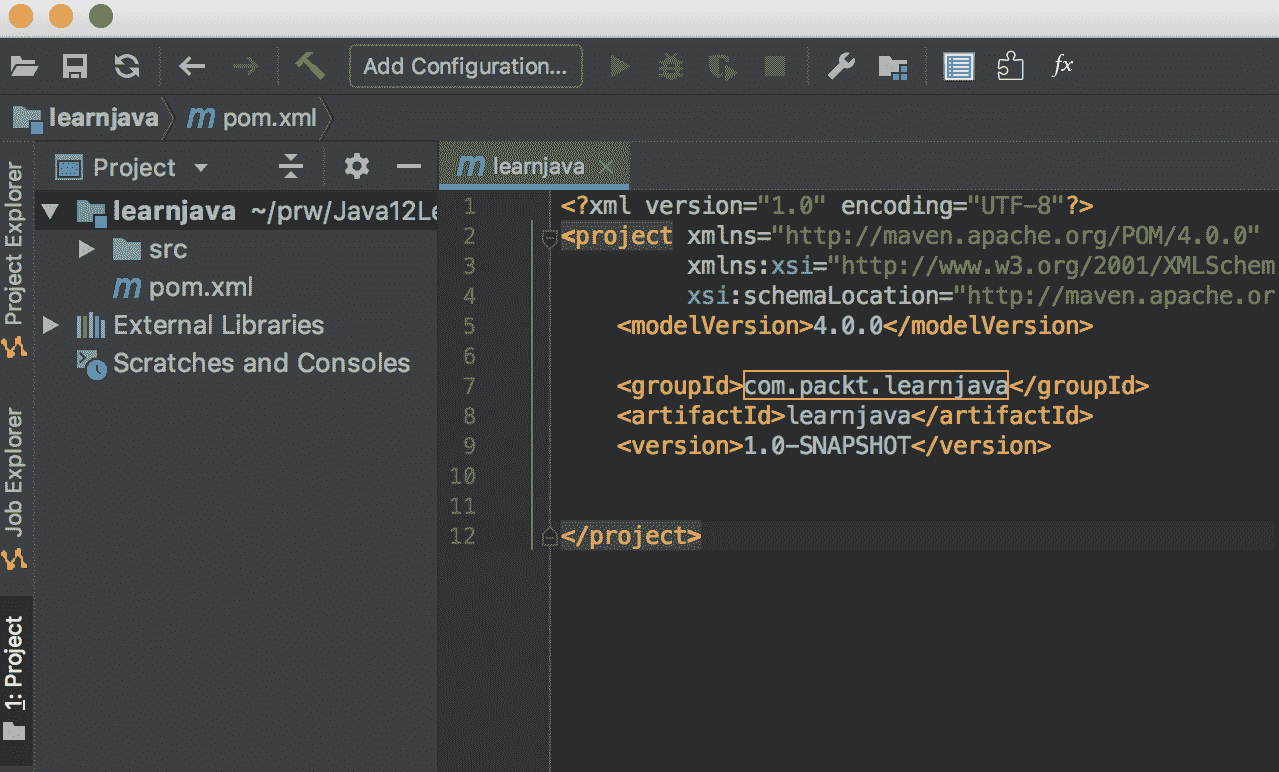 Add Configuration...
fx
learnjava
m pom.xml
Project
learnjava ~/prw/Java12Le
src
m pom.xml
External Libraries
Scratches and Consoles
Project Explorer
Job Explorer
1: Project
m learnjava
1 <?xml version="1.0" encoding="UTF-8"?>
2 <project xmlns="http://maven.apache.org/POM/4.0.0"
3 xmlns:xsi="http://www.w3.org/2001/XMLSchem
4 xsi:schemaLocation="http://maven.apache.or
5 <modelVersion>4.0.0</modelVersion>
6
7 <groupId>com.packt.learnjava</groupId>
8 <artifactId>learnjava</artifactId>
9 <version>1.0-SNAPSHOT</version>
10
11
12 </project>